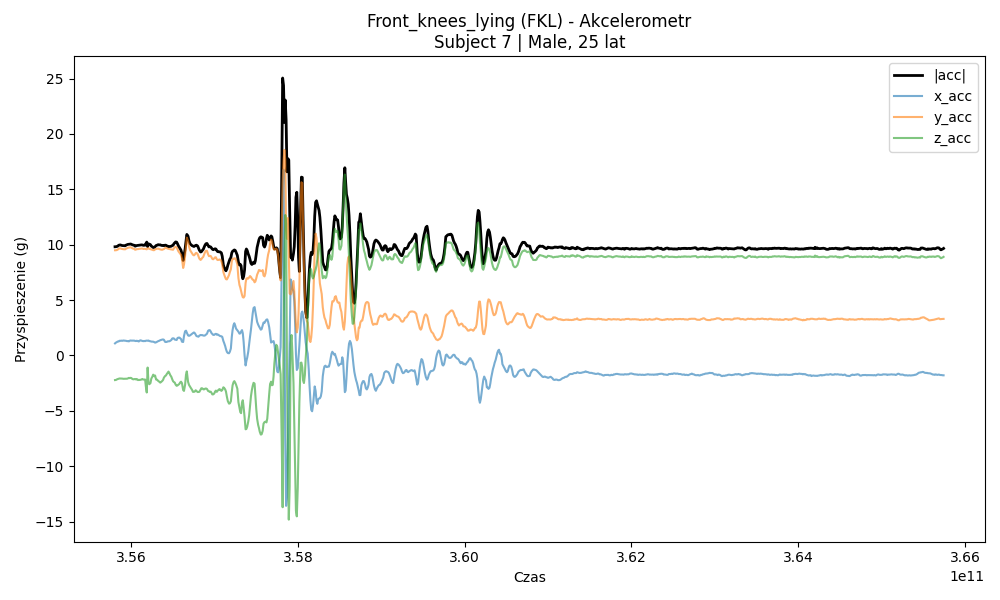 Front_knees_lying (FKL) - Akcelerometr
Subject 7 | Male, 25 lat
|acc|
x_acc
y_acc
z_acc
Przyspieszenie (g)
25
20
15
10
5
0
−5
−10
−15
3.56
3.58
3.60
3.62
3.64
3.66
1e11
Czas